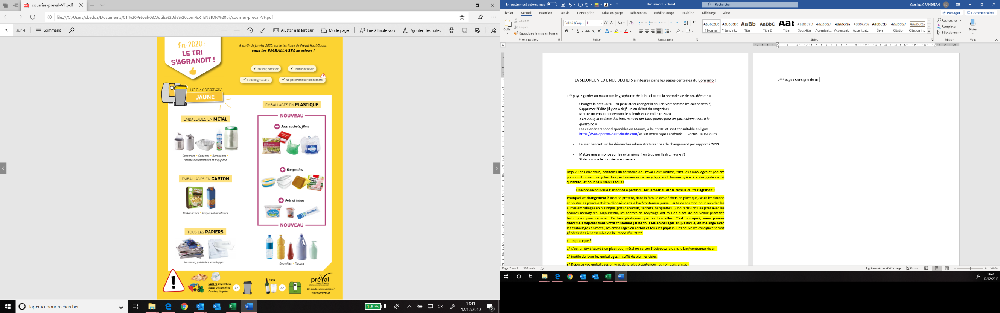 courrier-preval-VF.pdf
file:///C:/Users/cbadoz/Documents/01.%20Préval/03.Outils%20de%20com/EXTENSION%20tri/courrier-preval-VF.pdf
3 sur 4 Sommaire Ajuster à la largeur Mode page Lire à haute voix Ajouter des notes
En 2020 :
LE TRI
S'AGRANDIT !
A partir de janvier 2020, sur le territoire de Préval Haut-Doubs,
tous les EMBALLAGES se trient !
En vrac, sans sac
Inutile de laver
Emballages vidés
Ne pas imbriquer les déchets
Bac / conteneur
JAUNE
EMBALLAGES EN MÉTAL
Conserves • Canettes • Barquettes •
Aérosols alimentaires et d'hygiène
EMBALLAGES EN CARTON
Cartonnettes • Briques alimentaires
TOUS LES PAPIERS
Journaux, publicités, enveloppes...
EMBALLAGES EN PLASTIQUE
NOUVEAU
+ Sacs, sachets, films
+ Barquettes
+ Pots et tubes
Dentifrice
NOUVEAU
Bouteilles • Flacons
!
OBJETS en plastique
Restes alimentaires
Couches, lingettes
>>
Verre
>>
préval
Haut-Doubs
Un doute, une question ?
www.preval.fr
Taper ici pour rechercher
100%
14:41
12/12/2019
2
Enregistrement automatique Document1 - Word Rechercher Caroline GRANDJEAN CG
Fichier Accueil Insertion Dessin Conception Mise en page Références Publipostage Révision Affichage Aide Partager Commentaires
Coller
Couper
Copier
Reproduire la mise en forme
Presse-papiers
Calibri (Corp 11
G I S
Police
Paragraphe
¶ Normal ¶ Sans int... Titre 1 Titre 2 Titre Sous-titre Accentuat... Accentuat... Accentuat... Élevé Citation Citation in...
Styles
Rechercher
Remplacer
Sélectionner
Édition
Dicter
Voix
LA SECONDE VIED E NOS DECHETS à intégrer dans les pages centrales du Com'info !
1ère page : garder au maximum le graphisme de la brochure « la seconde vie de nos déchets »
- Changer la date 2020 – tu peux aussi changer la couler (vert comme les calendriers ?)
- Supprimer l'Edito (il y en a déjà un au début du magazine)
- Mettre un encart concernant le calendrier de collecte 2020
« En 2020, la collecte des bacs noirs et des bacs jaunes pour les particuliers reste à la
quinzaine »
Les calendriers sont disponibles en Mairies, à la CCPHD et sont consultable en ligne
https://www.portes-haut-doubs.com/ et sur notre page Facebook CC Portes Haut-Doubs
- Laisser l'encart sur les démarches administratives : pas de changement par rapport à 2019
- Mettre une annonce sur les extensions ? un truc qui flash ... jaune ?!
Style comme le courrier aux usagers
Déjà 20 ans que vous, habitants du territoire de Préval Haut-Doubs*, triez les emballages et papiers
pour qu'ils soient recyclés. Les performances de recyclage sont bonnes grâce à votre geste de tri
quotidien, et pour cela merci à tous !
Une bonne nouvelle s'annonce à partir du 1er janvier 2020 : la famille du tri s'agrandit !
Pourquoi ce changement ? Jusqu'à présent, dans la famille des déchets en plastique, seuls les flacons
et bouteilles pouvaient être déposés dans le bac/conteneur jaune. Faute de solution pour recycler les
autres emballages en plastique (pots de yaourt, sachets, barquettes…), nous devions les jeter avec les
ordures ménagères. Aujourd'hui, les centres de recyclage ont mis en place de nouveaux procédés
techniques pour recycler d'autres plastiques que les bouteilles. C'est pourquoi, vous pouvez
désormais déposer dans votre contenant jaune tous les emballages en plastique, en mélange avec
les emballages en métal, les emballages en carton et tous les papiers. Ces nouvelles consignes seront
généralisées à l'ensemble de la France d'ici 2022.
Et en pratique ?
1/ C'est un EMBALLAGE en plastique, métal ou carton ? Déposez-le dans le bac/conteneur de tri !
2/ Inutile de laver les emballages, il suffit de bien les vider.
3/ Déposez vos emballages en vrac dans le bac/conteneur (et non dans un sac).
2ème page : Consigne de tri
Page 2 sur 2 398 mots Paramètres d'affichage Focus 100 %
14:41
12/12/2019